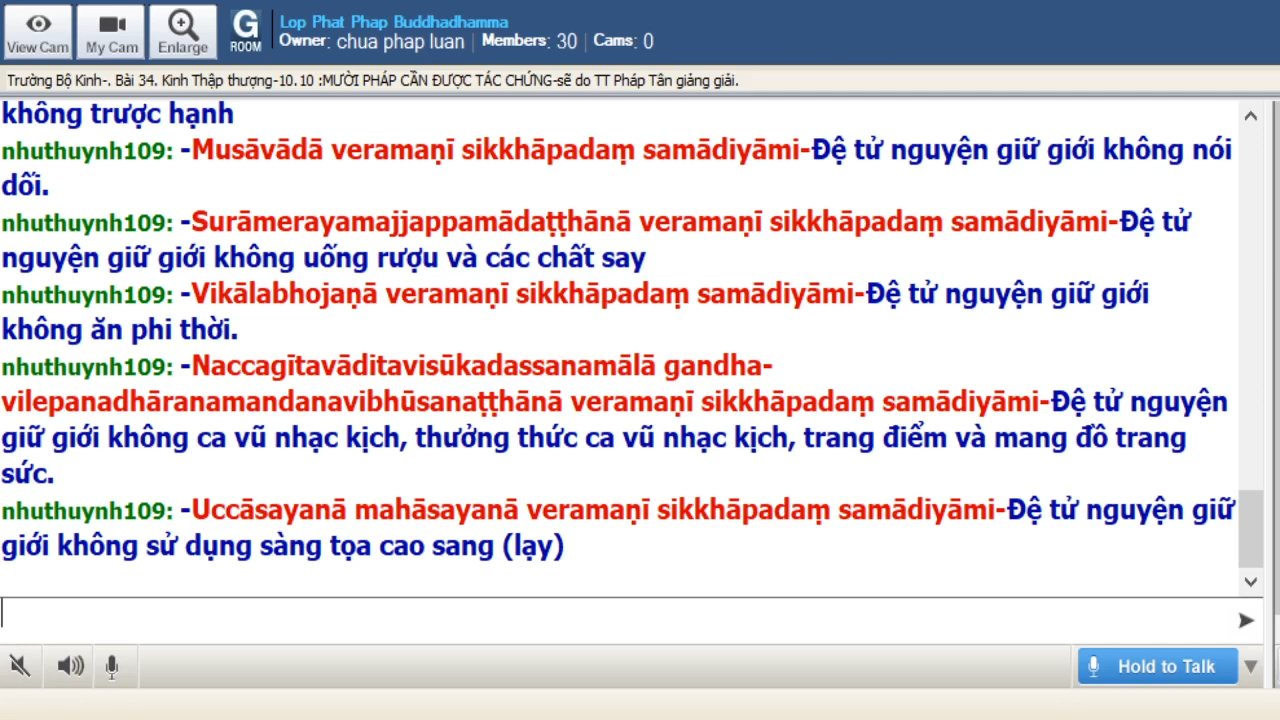 View Cam
My Cam
Enlarge
G
ROOM
Lop Phat Phap Buddhadhamma
Owner: chua phap luan | Members: 30 | Cams: 0
Trường Bộ Kinh-. Bài 34. Kinh Thập thượng-10. 10 :MƯỜI PHÁP CẦN ĐƯỢC TÁC CHỨNG-sẽ do TT Pháp Tân giảng giải.
không trược hạnh
nhuthuynh109: -Musāvādā veramaṇī sikkhāpadaṃ samādiyāmi-Đệ tử nguyện giữ giới không nói
dối.
nhuthuynh109: -Surāmerayamajjappamādaṭṭhānā veramaṇī sikkhāpadaṃ samādiyāmi-Đệ tử
nguyện giữ giới không uống rượu và các chất say
nhuthuynh109: -Vikālabhojaṇā veramaṇī sikkhāpadaṃ samādiyāmi-Đệ tử nguyện giữ giới
không ăn phi thời.
nhuthuynh109: -Naccagītavāditavisūkadassanamālā gandha-
vilepanadhāranamandanavibhūsanaṭṭhānā veramaṇī sikkhāpadaṃ samādiyāmi-Đệ tử nguyện
giữ giới không ca vũ nhạc kịch, thưởng thức ca vũ nhạc kịch, trang điểm và mang đồ trang
sức.
nhuthuynh109: -Uccāsayanā mahāsayanā veramaṇī sikkhāpadaṃ samādiyāmi-Đệ tử nguyện giữ
giới không sử dụng sàng tọa cao sang (lạy)
Hold to Talk